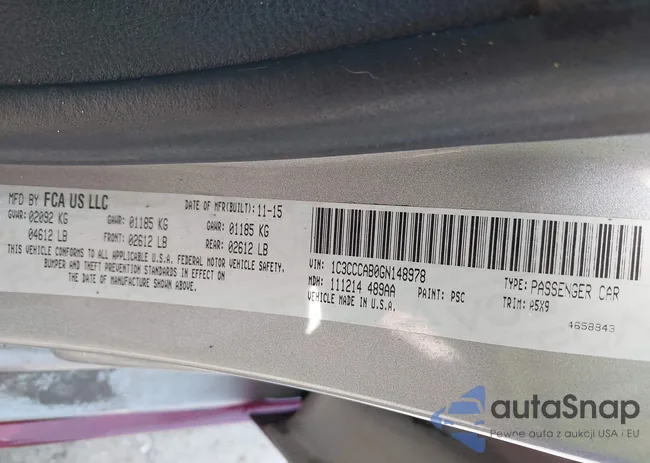 MFD BY FCA US LLC
DATE OF MFR(BUILT): 11-15
GVWR: 02092 KG
GAWR: 01185 KG
GAWR: 01185 KG
04612 LB
FRONT: 02612 LB
REAR: 02612 LB
THIS VEHICLE CONFORMS TO ALL APPLICABLE U.S.A. FEDERAL MOTOR VEHICLE SAFETY,
BUMPER AND THEFT PREVENTION STANDARDS IN EFFECT ON
THE DATE OF MANUFACTURE SHOWN ABOVE.
VIN: 1C3CCCAB0GN148978
TYPE: PASSENGER CAR
MDH: 111214 489AA
PAINT: PSC
TRIM: A5X9
VEHICLE MADE IN U.S.A.
4658843
autaSnap
Pewne auta z aukcji USA i EU